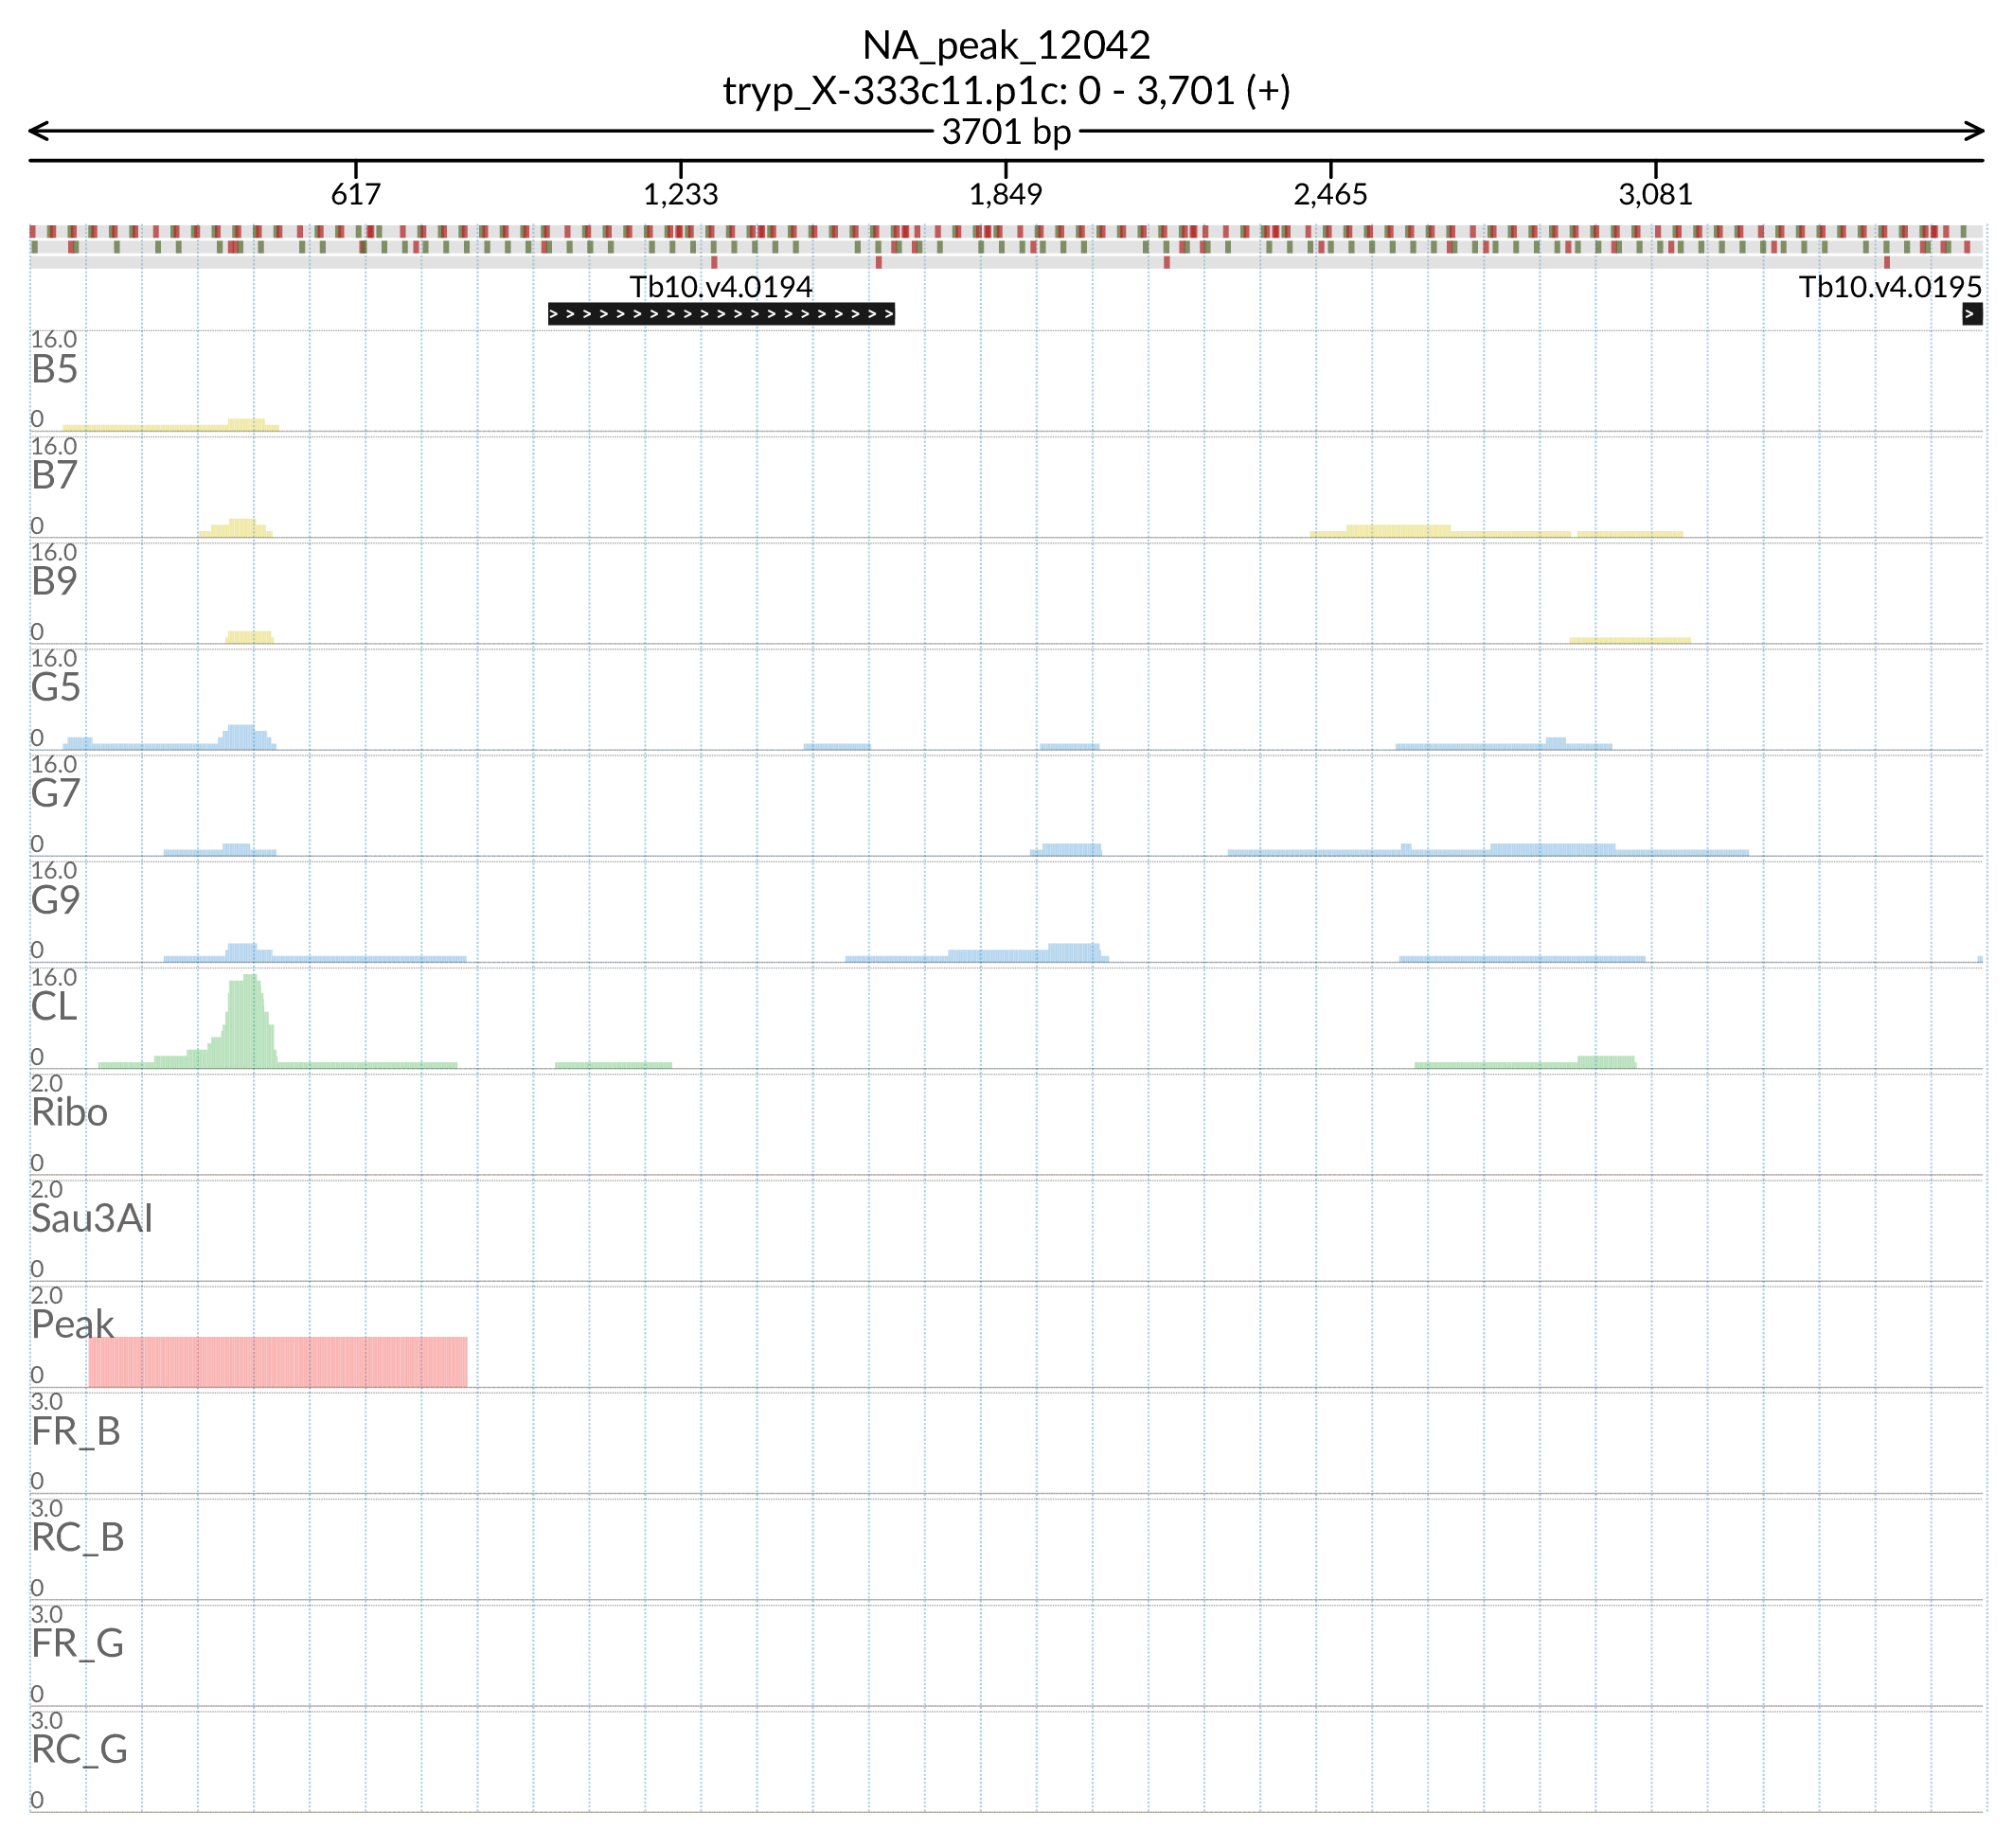 NA_peak_12042
tryp_X-333c11.p1c: 0 - 3,701 (+)
3701 bp
617 1,233 1,849 2,465 3,081
Tb10.v4.0194 Tb10.v4.0195
16.0
B5
0
16.0
B7
0
16.0
B9
0
16.0
G5
0
16.0
G7
0
16.0
G9
0
16.0
CL
0
2.0
Ribo
0
2.0
Sau3AI
0
2.0
Peak
0
3.0
FR_B
0
3.0
RC_B
0
3.0
FR_G
0
3.0
RC_G
0